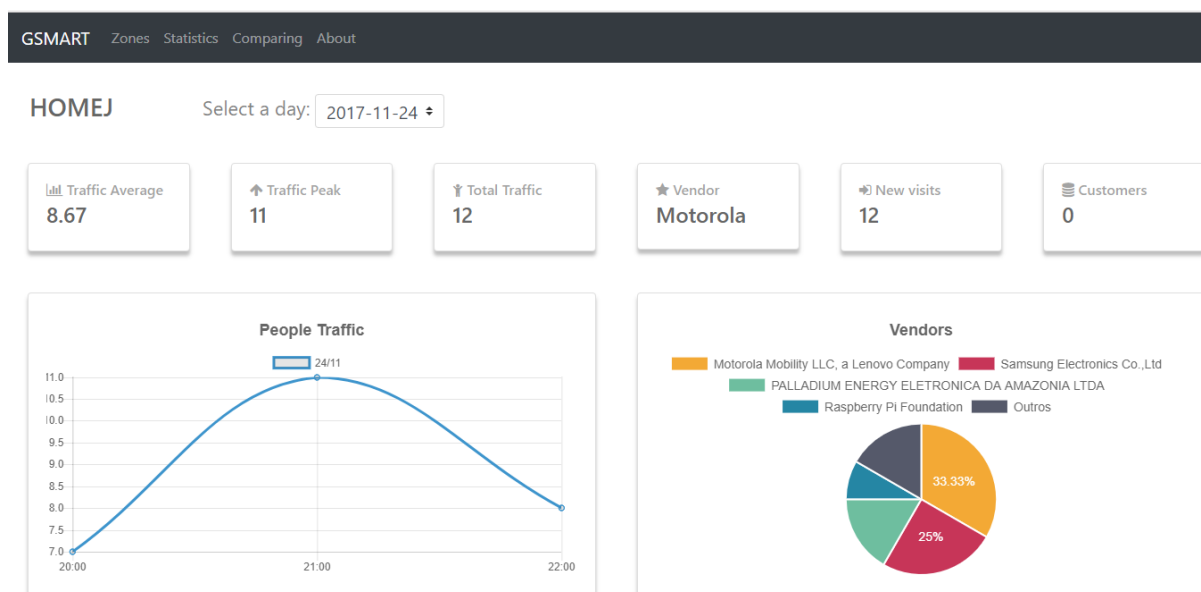 GSMART Zones Statistics Comparing About
HOMEJ Select a day: 2017-11-24
Traffic Average
8.67
Traffic Peak
11
Total Traffic
12
Vendor
Motorola
New visits
12
Customers
0
People Traffic
24/11
11.0
10.5
10.0
9.5
9.0
8.5
8.0
7.5
7.0
20:00 21:00 22:00
Vendors
Motorola Mobility LLC, a Lenovo Company Samsung Electronics Co.,Ltd
PALLADIUM ENERGY ELETRONICA DA AMAZONIA LTDA
Raspberry Pi Foundation Outros
33.33%
25%